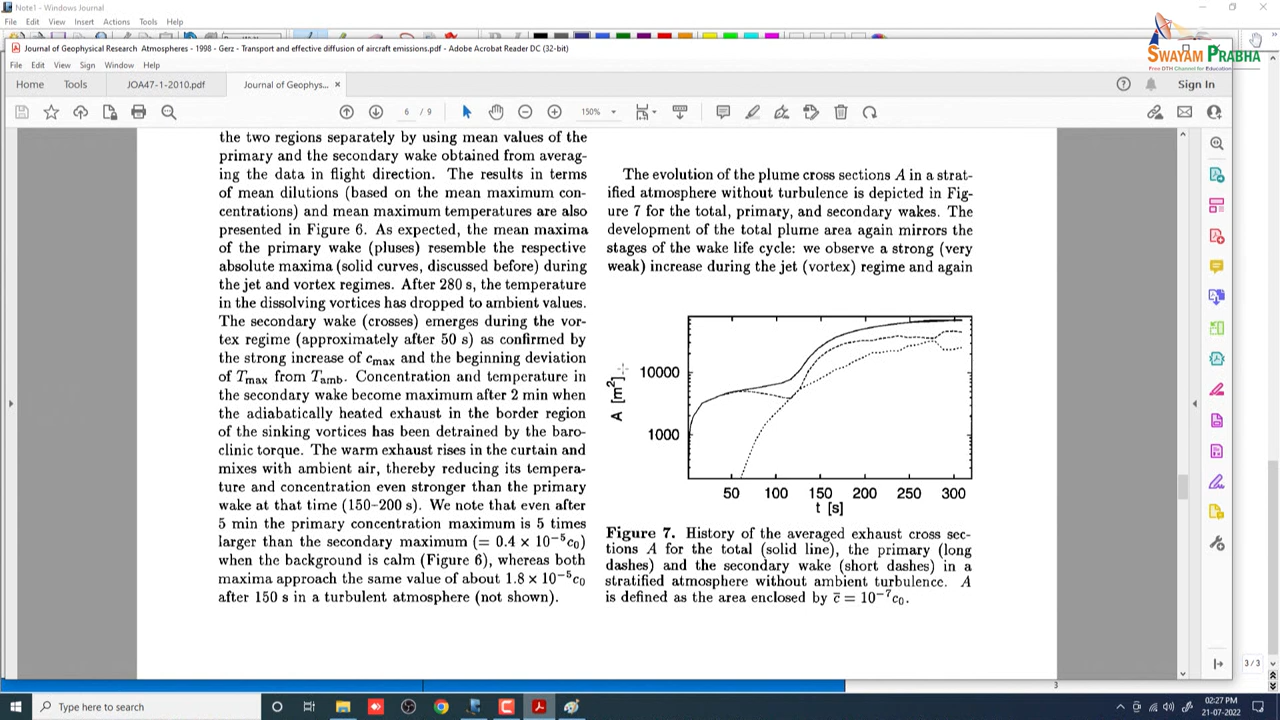 Note1 - Windows Journal
File Edit View Insert Actions Tools Help
SWAYAM PRABHA
Free DTH Channel for Education
Journal of Geophysical Research Atmospheres - 1998 - Gerz - Transport and effective diffusion of aircraft emissions.pdf - Adobe Acrobat Reader DC (32-bit)
File Edit View Sign Window Help
Home Tools JOA47-1-2010.pdf Journal of Geophys... × Sign In
6 / 9 150%
the two regions separately by using mean values of the
primary and the secondary wake obtained from averag-
ing the data in flight direction. The results in terms
of mean dilutions (based on the mean maximum con-
centrations) and mean maximum temperatures are also
presented in Figure 6. As expected, the mean maxima
of the primary wake (pluses) resemble the respective
absolute maxima (solid curves, discussed before) during
the jet and vortex regimes. After 280 s, the temperature
in the dissolving vortices has dropped to ambient values.
The secondary wake (crosses) emerges during the vor-
tex regime (approximately after 50 s) as confirmed by
the strong increase of cmax and the beginning deviation
of Tmax from Tamb. Concentration and temperature in
the secondary wake become maximum after 2 min when
the adiabatically heated exhaust in the border region
of the sinking vortices has been detrained by the baro-
clinic torque. The warm exhaust rises in the curtain and
mixes with ambient air, thereby reducing its tempera-
ture and concentration even stronger than the primary
wake at that time (150–200 s). We note that even after
5 min the primary concentration maximum is 5 times
larger than the secondary maximum (= 0.4 × 10⁻⁵c₀)
when the background is calm (Figure 6), whereas both
maxima approach the same value of about 1.8 × 10⁻⁵c₀
after 150 s in a turbulent atmosphere (not shown).
The evolution of the plume cross sections A in a strat-
ified atmosphere without turbulence is depicted in Fig-
ure 7 for the total, primary, and secondary wakes. The
development of the total plume area again mirrors the
stages of the wake life cycle: we observe a strong (very
weak) increase during the jet (vortex) regime and again
A [m²]
10000
1000
50 100 150 200 250 300
t [s]
Figure 7. History of the averaged exhaust cross sec-
tions A for the total (solid line), the primary (long
dashes) and the secondary wake (short dashes) in a
stratified atmosphere without ambient turbulence. A
is defined as the area enclosed by c̄ = 10⁻⁷c₀.
3/3
3
Type here to search
02:27 PM
21-07-2022